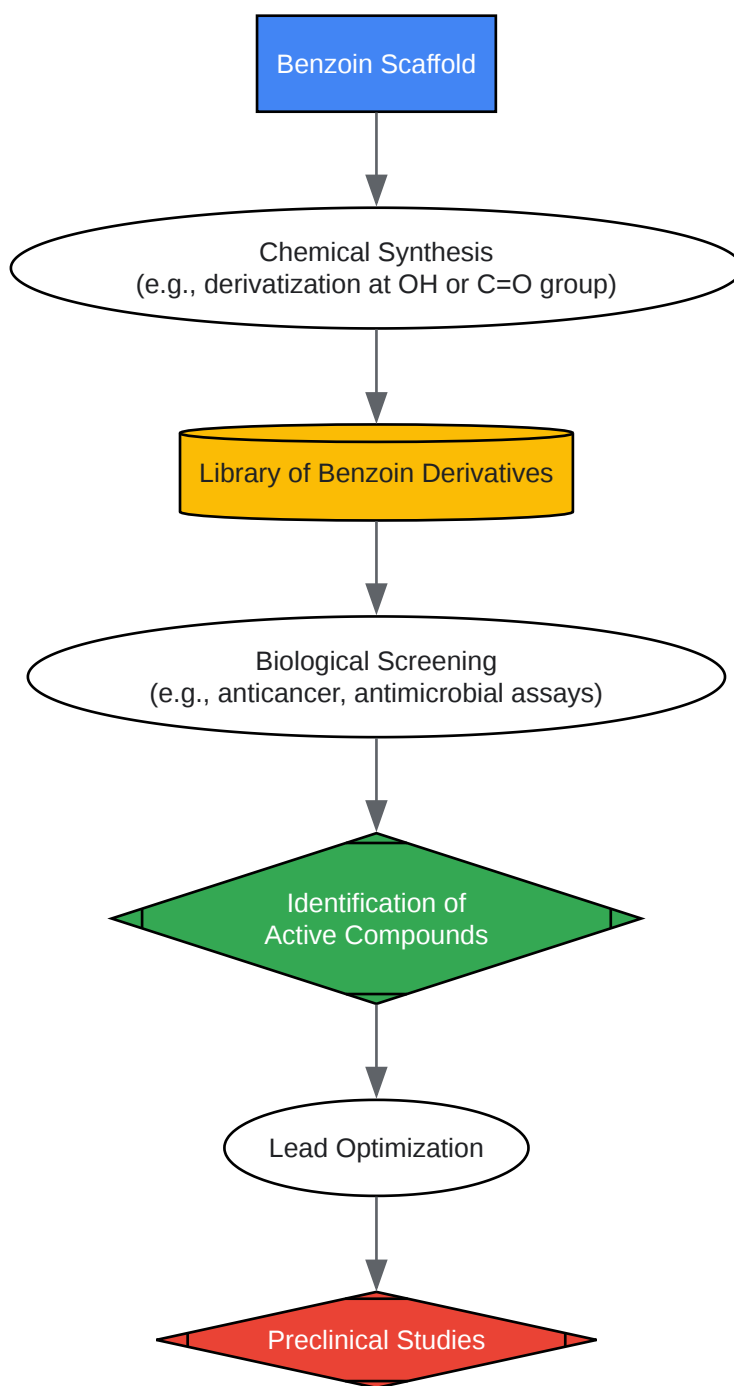 Benzoin Scaffold
Chemical Synthesis
(e.g., derivatization at OH or C=O group)
Library of Benzoin Derivatives
Biological Screening
(e.g., anticancer, antimicrobial assays)
Identification of
Active Compounds
Lead Optimization
Preclinical Studies